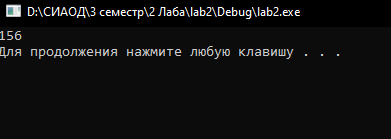 D:\СИАОД\3 семестр\2 Лаба\lab2\Debug\lab2.exe
156
Для продолжения нажмите любую клавишу . . .